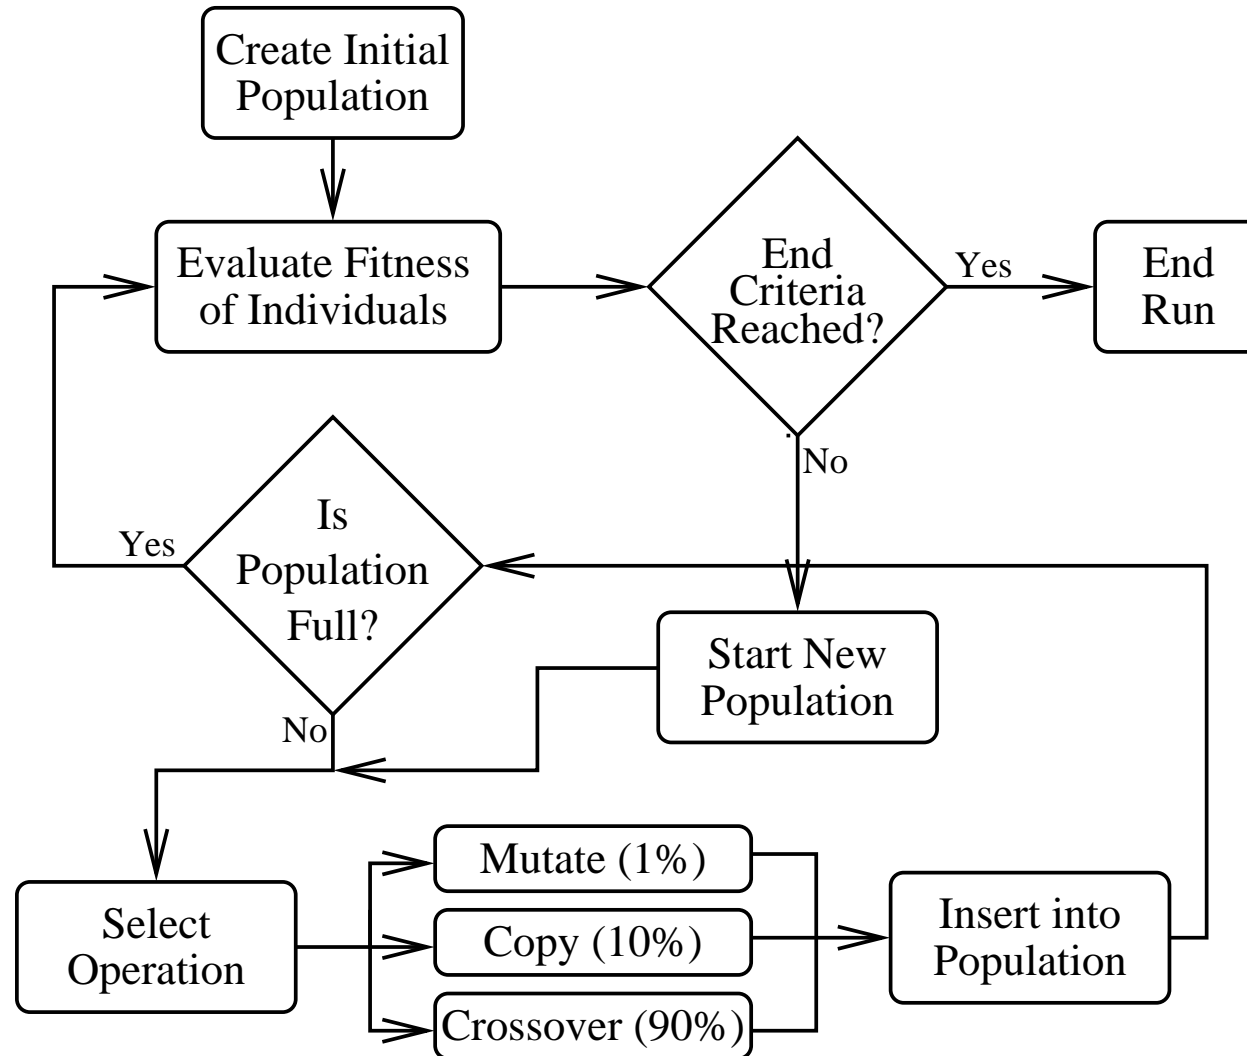 Create Initial
Population
Evaluate Fitness
of Individuals
End
Criteria
Reached?
Yes
End
Run
No
Is
Population
Full?
Yes
No
Start New
Population
Select
Operation
Mutate (1%)
Copy (10%)
Crossover (90%)
Insert into
Population